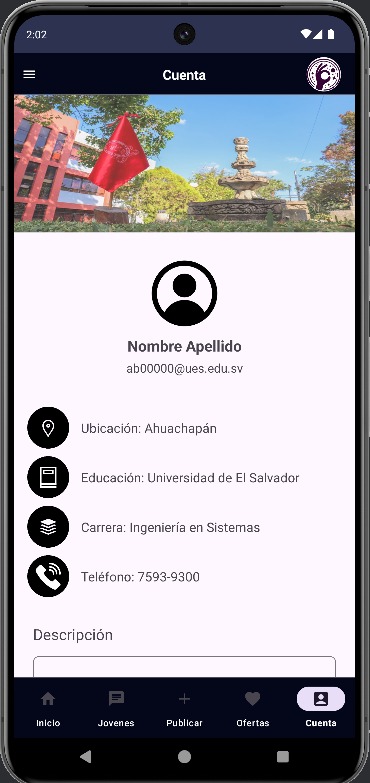 2:02
Cuenta
Nombre Apellido
ab00000@ues.edu.sv
Ubicación: Ahuachapán
Educación: Universidad de El Salvador
Carrera: Ingeniería en Sistemas
Teléfono: 7593-9300
Descripción
Inicio
Jovenes
Publicar
Ofertas
Cuenta